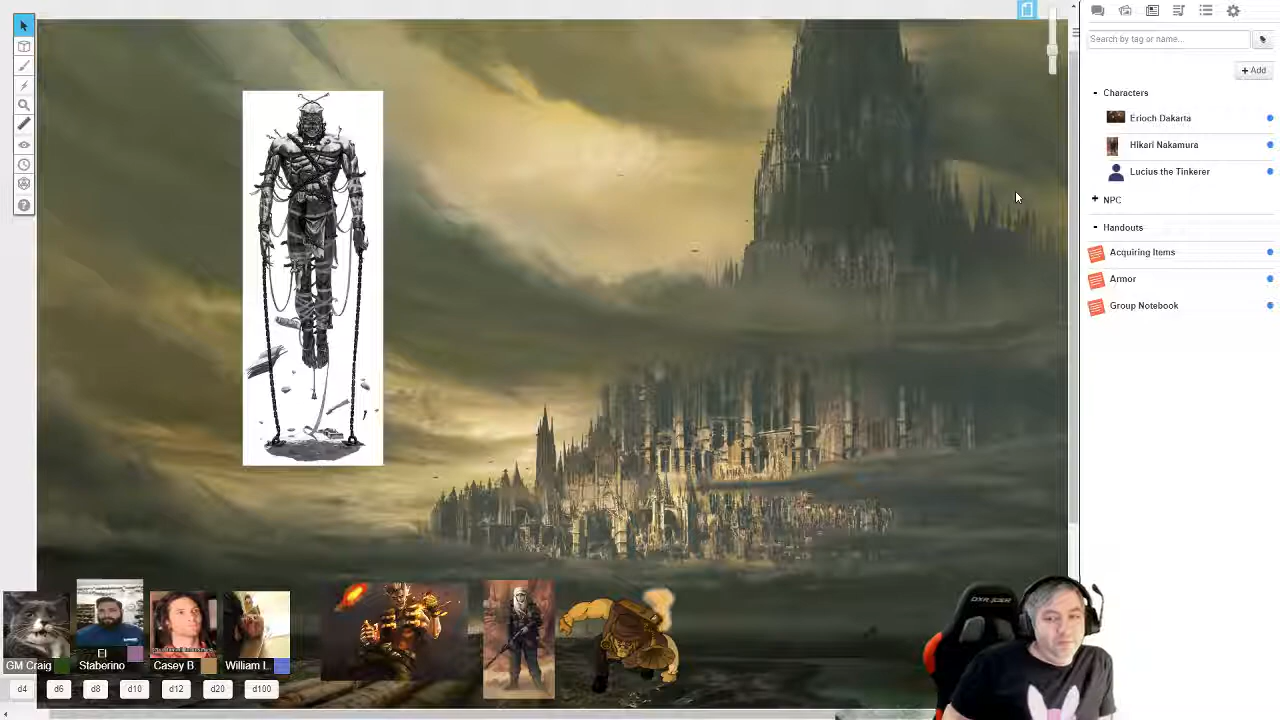 Search by tag or name...
+ Add
- Characters
Erioch Dakarta
Hikari Nakamura
Lucius the Tinkerer
+ NPC
- Handouts
Acquiring Items
Armor
Group Notebook
GM Craig
El Staberino
Casey B
William L.
d4
d6
d8
d10
d12
d20
d100
DXRACER